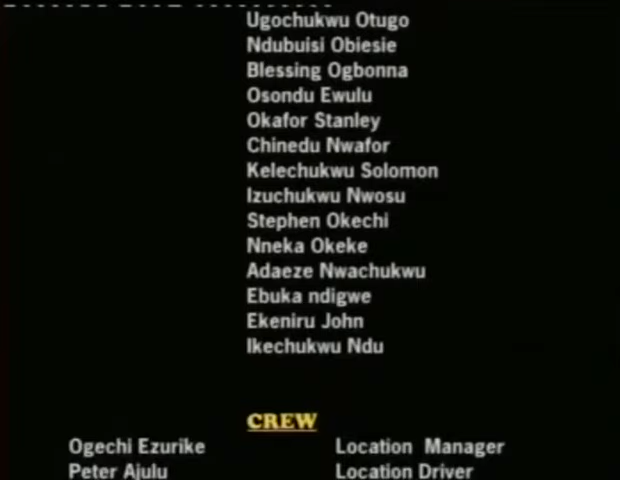 Ugochukwu Otugo
Ndubuisi Obiesie
Blessing Ogbonna
Osondu Ewulu
Okafor Stanley
Chinedu Nwafor
Kelechukwu Solomon
Izuchukwu Nwosu
Stephen Okechi
Nneka Okeke
Adaeze Nwachukwu
Ebuka ndigwe
Ekeniru John
Ikechukwu Ndu
CREW
Ogechi Ezurike Location Manager
Peter Ajulu Location Driver